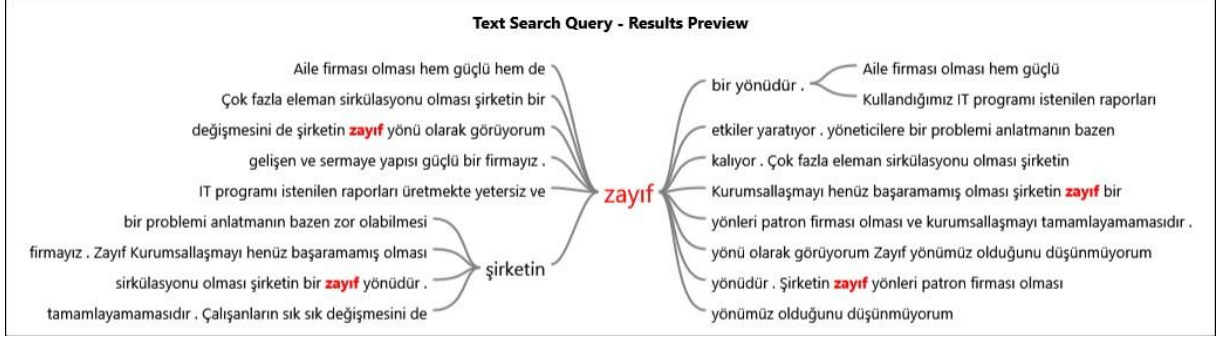 Text Search Query - Results Preview
Aile firması olması hem güçlü hem de
Çok fazla eleman sirkülasyonu olması şirketin bir
değişmesini de şirketin zayıf yönü olarak görüyorum
gelişen ve sermaye yapısı güçlü bir firmayız .
IT programı istenilen raporları üretmekte yetersiz ve
bir problemi anlatmanın bazen zor olabilmesi
firmayız . Zayıf Kurumsallaşmayı henüz başaramamış olması
sirkülasyonu olması şirketin bir zayıf yönüdür .
tamamlayamamasıdır . Çalışanların sık sık değişmesini de
şirketin
zayıf
bir yönüdür .
Aile firması olması hem güçlü
Kullandığımız IT programı istenilen raporları
etkiler yaratıyor . yöneticilere bir problemi anlatmanın bazen
kalıyor . Çok fazla eleman sirkülasyonu olması şirketin
Kurumsallaşmayı henüz başaramamış olması şirketin zayıf bir
yönleri patron firması olması ve kurumsallaşmayı tamamlayamamasıdır .
yönü olarak görüyorum Zayıf yönümüz olduğunu düşünmüyorum
yönüdür . Şirketin zayıf yönleri patron firması olması
yönümüz olduğunu düşünmüyorum